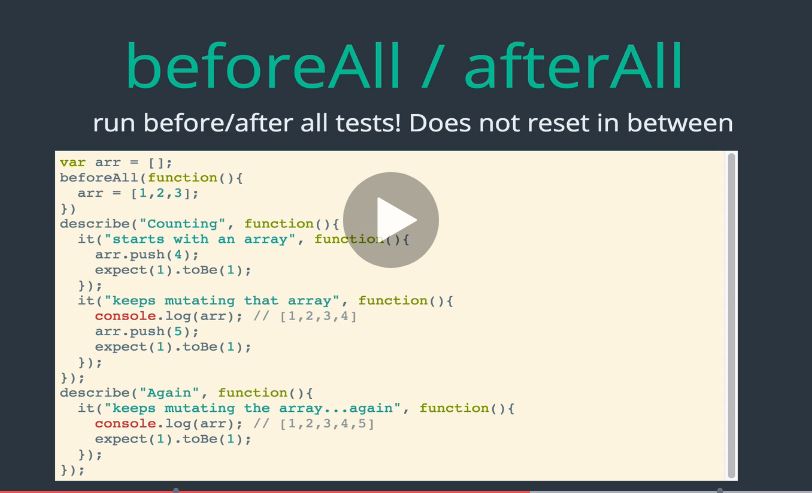 beforeAll / afterAll
run before/after all tests! Does not reset in between
var arr = [];
beforeAll(function(){
  arr = [1,2,3];
})
describe("Counting", function(){
  it("starts with an array", function(){
    arr.push(4);
    expect(1).toBe(1);
  });
  it("keeps mutating that array", function(){
    console.log(arr); // [1,2,3,4]
    arr.push(5);
    expect(1).toBe(1);
  });
});
describe("Again", function(){
  it("keeps mutating the array...again", function(){
    console.log(arr); // [1,2,3,4,5]
    expect(1).toBe(1);
  });
});